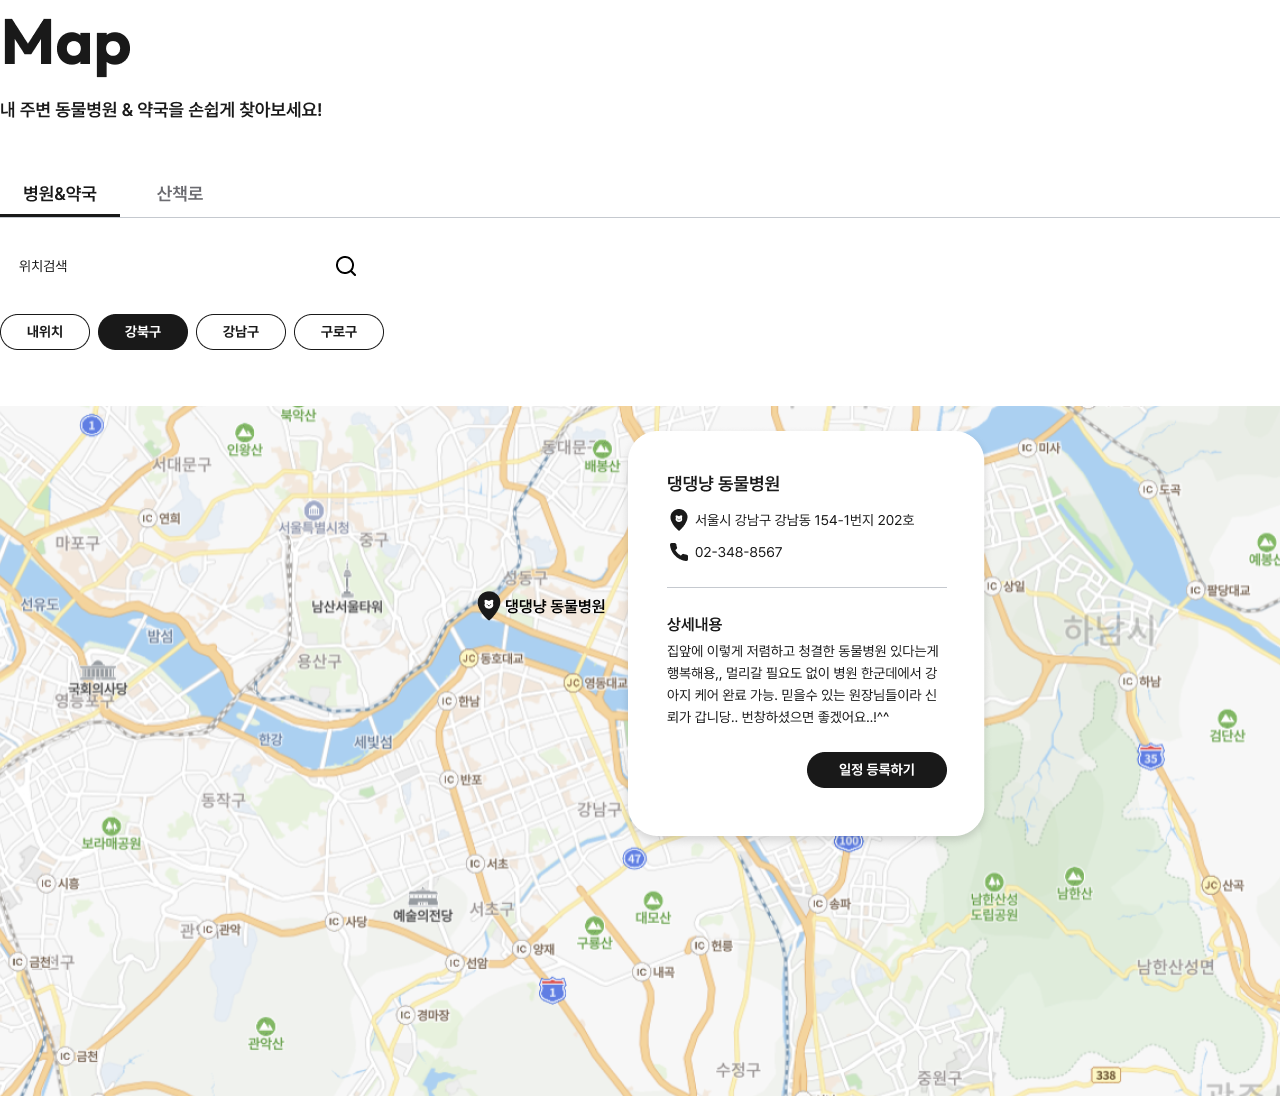 Map
내 주변 동물병원 & 약국을 손쉽게 찾아보세요!
병원&약국
산책로
위치검색
내위치
강북구
강남구
구로구
북악산
1
인왕산
서대문구
동대문구
배봉산
IC 연희
서울특별시청
마포구
중구
성동구
선유도
남산서울타워
댕댕냥 동물병원
밤섬
용산구
JC 동호대교
국회의사당
영등포구
JC 영동대교
IC 한남
한강
세빛섬
IC 반포
동작구
강남구
보라매공원
47
IC 서초
IC 시흥
예술의전당
서초구
대모산
IC 관악
IC 사당
구룡산
IC 양재
IC 헌릉
IC 금천구
IC 선암
IC 내곡
1
IC 경마장
관악산
IC 금천
수정구
댕댕냥 동물병원
서울시 강남구 강남동 154-1번지 202호
02-348-8567
상세내용
집앞에 이렇게 저렴하고 청결한 동물병원 있다는게
행복해용,, 멀리갈 필요도 없이 병원 한군데에서 강
아지 케어 완료 가능. 믿을수 있는 원장님들이라 신
뢰가 갑니당.. 번창하셨으면 좋겠어요..!^^
일정 등록하기
IC 미사
IC 도곡
예봉산
IC 상일
IC 팔당대교
하남시
IC 하남
검단산
35
100
IC 송파
남한산성
도립공원
남한산
JC 산곡
남한산성면
중원구
338